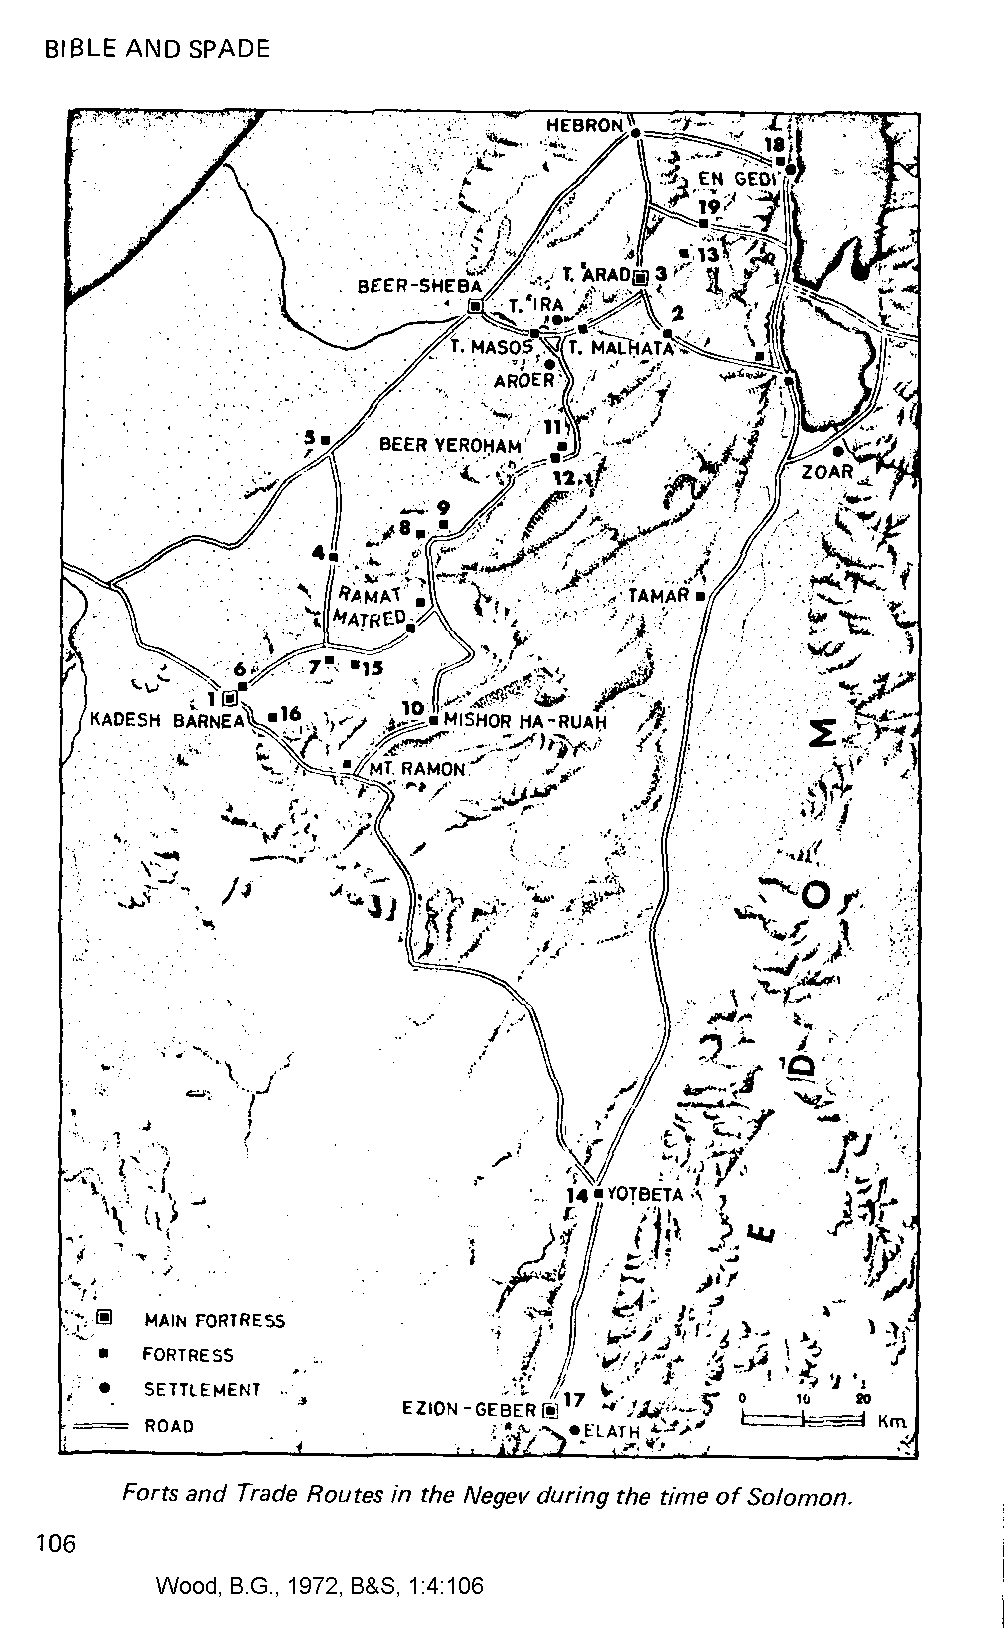 BIBLE AND SPADE
HEBRON
18
EN GEDI
19
13
T. 'ARAD 3
BEER-SHEBA
T. 'IRA
2
T. MASOS
T. MALHATA
AROER
11
5
BEER YEROHAM
12
ZOAR
9
8
4
RAMAT
MATRED
TAMAR
6
7
15
1
KADESH BARNEA
16
10
MISHOR HA-RUAH
MT. RAMON
E D O M
14 YOTBETA
MAIN FORTRESS
FORTRESS
SETTLEMENT
ROAD
EZION-GEBER
17
ELATH
0 10 20
Km
Forts and Trade Routes in the Negev during the time of Solomon.
106
Wood, B.G., 1972, B&S, 1:4:106